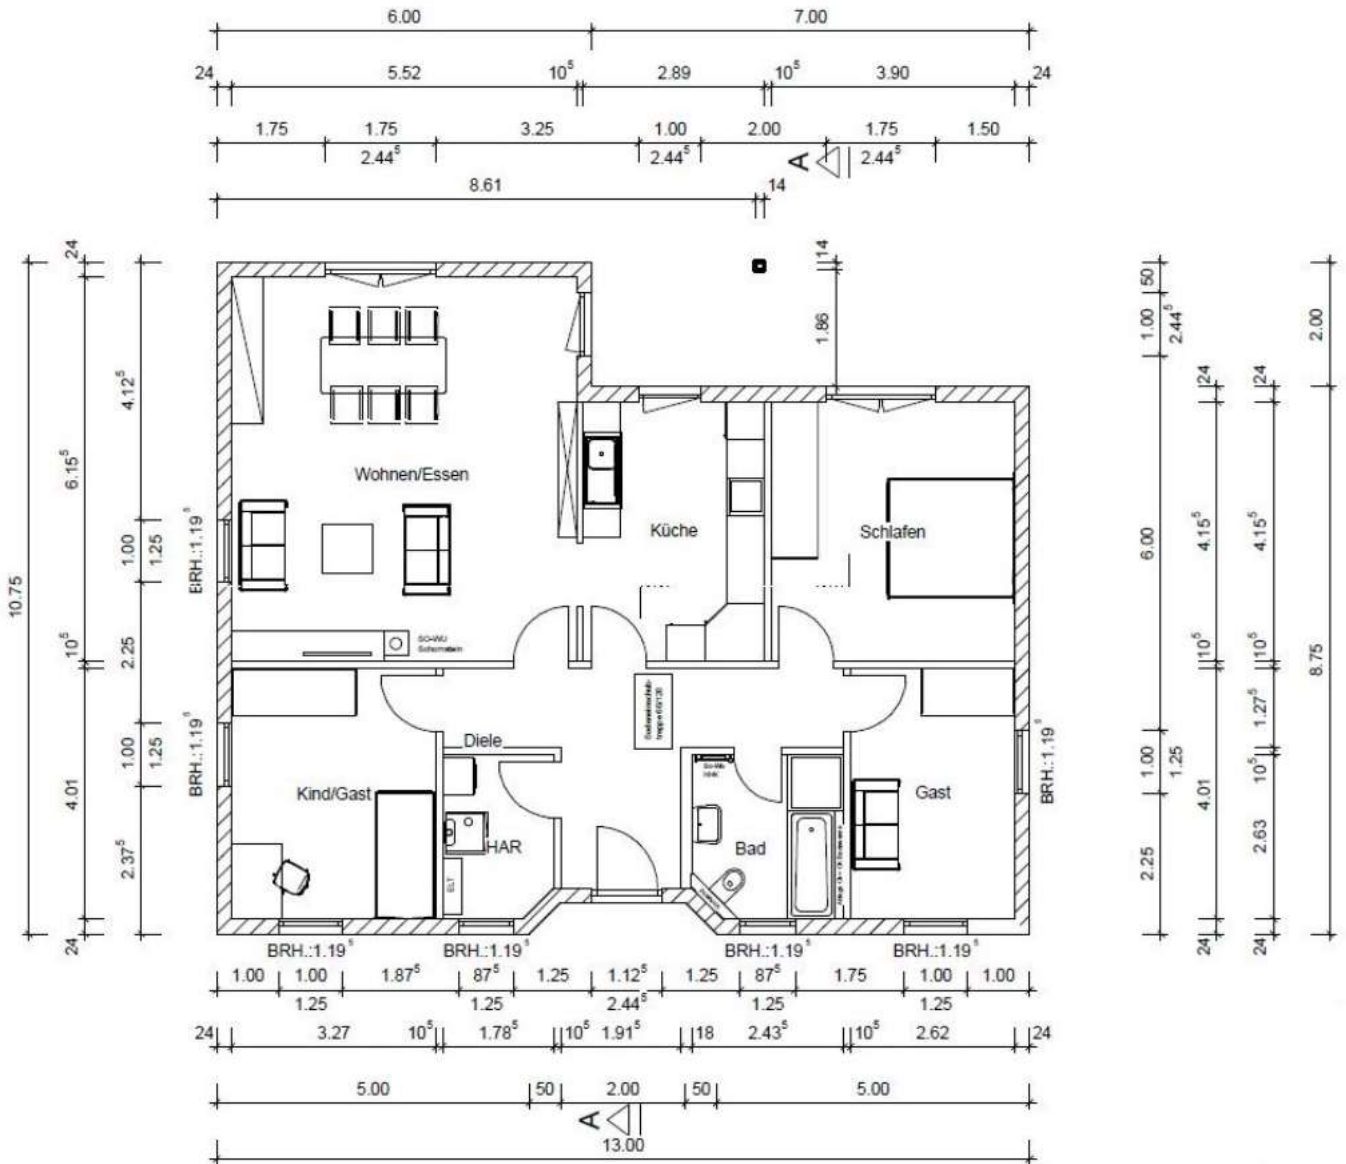 6.00 7.00
24 5.52 10⁵ 2.89 10⁵ 3.90 24
1.75 1.75 3.25 1.00 2.00 1.75 1.50
2.44⁵ 2.44⁵ A 2.44⁵
8.61 14
24 14 50
1.00 2.44⁵ 2.00
1.86
24 24
4.12⁵
6.15⁵
Wohnen/Essen
Küche
Schlafen
1.00 1.25 BRH.:1.19⁵
6.00 4.15⁵ 4.15⁵
10.75
10⁵ 2.25
SO-WU
Schornstein
10⁵ 10⁵ 8.75
Diele
1.27⁵
1.00 1.25 BRH.:1.19⁵
BRH.:1.19⁵ 1.00 1.25
10⁵
Kind/Gast
Gast
4.01 4.01
HAR
Bad
ELT
2.37⁵
2.25 2.63
24 24 24
BRH.:1.19⁵ BRH.:1.19⁵ BRH.:1.19⁵ BRH.:1.19⁵
1.00 1.00 1.87⁵ 87⁵ 1.25 1.12⁵ 1.25 87⁵ 1.75 1.00 1.00
1.25 1.25 2.44⁵ 1.25 1.25
24 3.27 10⁵ 1.78⁵ 10⁵ 1.91⁵ 18 2.43⁵ 10⁵ 2.62 24
5.00 50 2.00 50 5.00
A
13.00